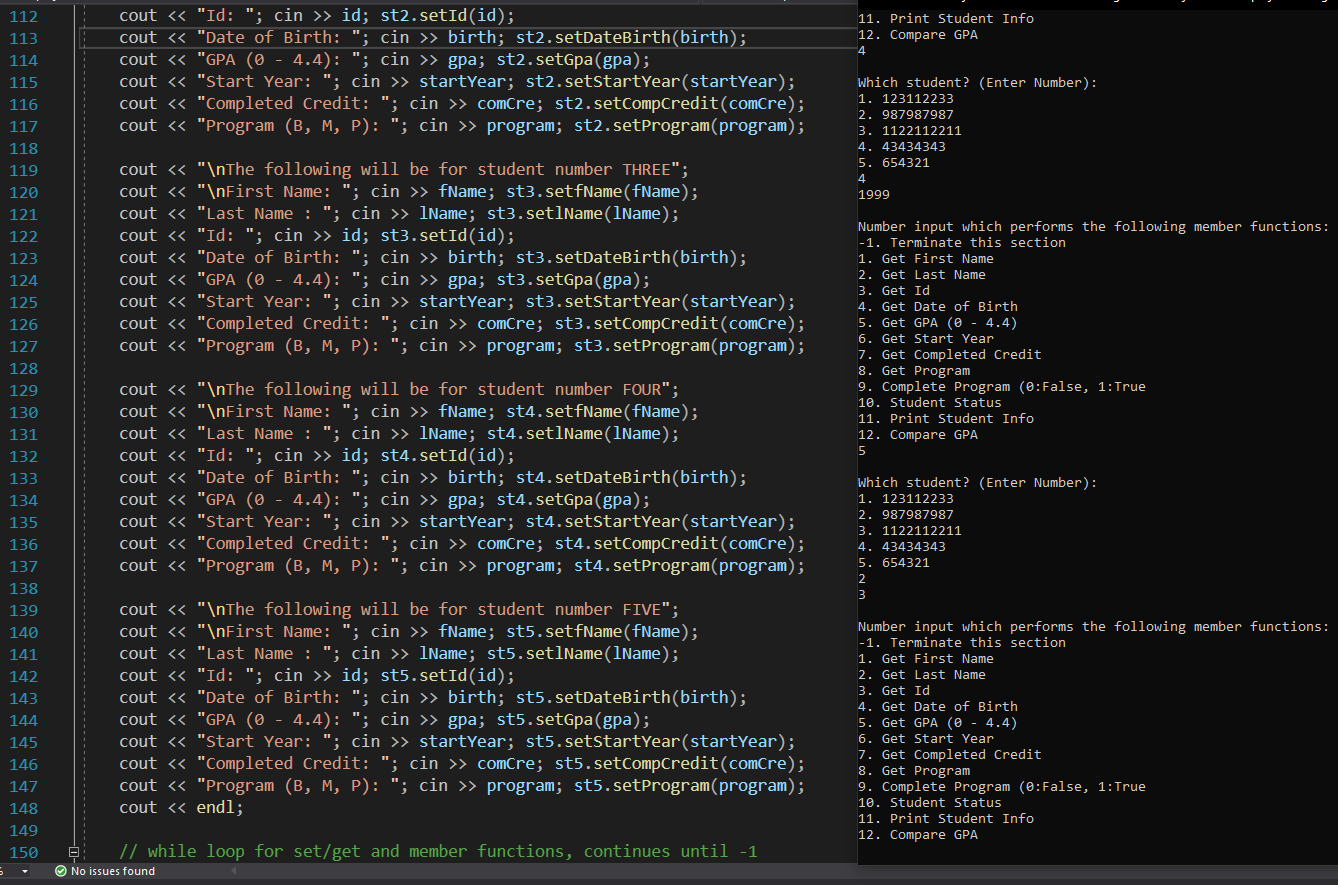 112 cout << "Id: "; cin >> id; st2.setId(id);
113 cout << "Date of Birth: "; cin >> birth; st2.setDateBirth(birth);
114 cout << "GPA (0 - 4.4): "; cin >> gpa; st2.setGpa(gpa);
115 cout << "Start Year: "; cin >> startYear; st2.setStartYear(startYear);
116 cout << "Completed Credit: "; cin >> comCre; st2.setCompCredit(comCre);
117 cout << "Program (B, M, P): "; cin >> program; st2.setProgram(program);
118
119 cout << "\nThe following will be for student number THREE";
120 cout << "\nFirst Name: "; cin >> fName; st3.setfName(fName);
121 cout << "Last Name : "; cin >> lName; st3.setlName(lName);
122 cout << "Id: "; cin >> id; st3.setId(id);
123 cout << "Date of Birth: "; cin >> birth; st3.setDateBirth(birth);
124 cout << "GPA (0 - 4.4): "; cin >> gpa; st3.setGpa(gpa);
125 cout << "Start Year: "; cin >> startYear; st3.setStartYear(startYear);
126 cout << "Completed Credit: "; cin >> comCre; st3.setCompCredit(comCre);
127 cout << "Program (B, M, P): "; cin >> program; st3.setProgram(program);
128
129 cout << "\nThe following will be for student number FOUR";
130 cout << "\nFirst Name: "; cin >> fName; st4.setfName(fName);
131 cout << "Last Name : "; cin >> lName; st4.setlName(lName);
132 cout << "Id: "; cin >> id; st4.setId(id);
133 cout << "Date of Birth: "; cin >> birth; st4.setDateBirth(birth);
134 cout << "GPA (0 - 4.4): "; cin >> gpa; st4.setGpa(gpa);
135 cout << "Start Year: "; cin >> startYear; st4.setStartYear(startYear);
136 cout << "Completed Credit: "; cin >> comCre; st4.setCompCredit(comCre);
137 cout << "Program (B, M, P): "; cin >> program; st4.setProgram(program);
138
139 cout << "\nThe following will be for student number FIVE";
140 cout << "\nFirst Name: "; cin >> fName; st5.setfName(fName);
141 cout << "Last Name : "; cin >> lName; st5.setlName(lName);
142 cout << "Id: "; cin >> id; st5.setId(id);
143 cout << "Date of Birth: "; cin >> birth; st5.setDateBirth(birth);
144 cout << "GPA (0 - 4.4): "; cin >> gpa; st5.setGpa(gpa);
145 cout << "Start Year: "; cin >> startYear; st5.setStartYear(startYear);
146 cout << "Completed Credit: "; cin >> comCre; st5.setCompCredit(comCre);
147 cout << "Program (B, M, P): "; cin >> program; st5.setProgram(program);
148 cout << endl;
149
150 // while loop for set/get and member functions, continues until -1
No issues found
11. Print Student Info
12. Compare GPA
4

Which student? (Enter Number):
1. 123112233
2. 987987987
3. 1122112211
4. 43434343
5. 654321
4
1999

Number input which performs the following member functions:
-1. Terminate this section
1. Get First Name
2. Get Last Name
3. Get Id
4. Get Date of Birth
5. Get GPA (0 - 4.4)
6. Get Start Year
7. Get Completed Credit
8. Get Program
9. Complete Program (0:False, 1:True
10. Student Status
11. Print Student Info
12. Compare GPA
5

Which student? (Enter Number):
1. 123112233
2. 987987987
3. 1122112211
4. 43434343
5. 654321
2
3

Number input which performs the following member functions:
-1. Terminate this section
1. Get First Name
2. Get Last Name
3. Get Id
4. Get Date of Birth
5. Get GPA (0 - 4.4)
6. Get Start Year
7. Get Completed Credit
8. Get Program
9. Complete Program (0:False, 1:True
10. Student Status
11. Print Student Info
12. Compare GPA